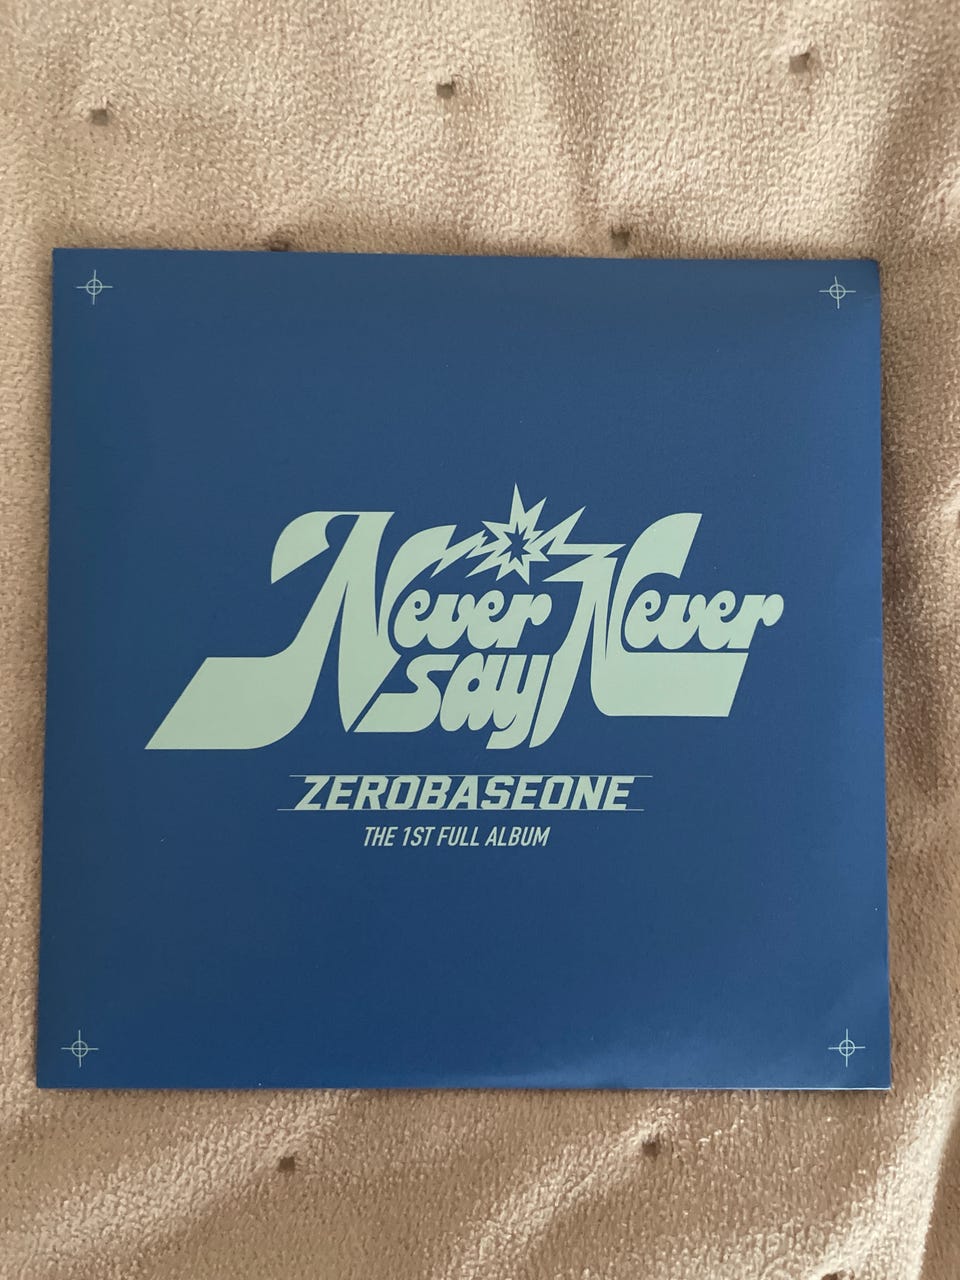 Never Never
say
ZEROBASEONE
THE 1ST FULL ALBUM